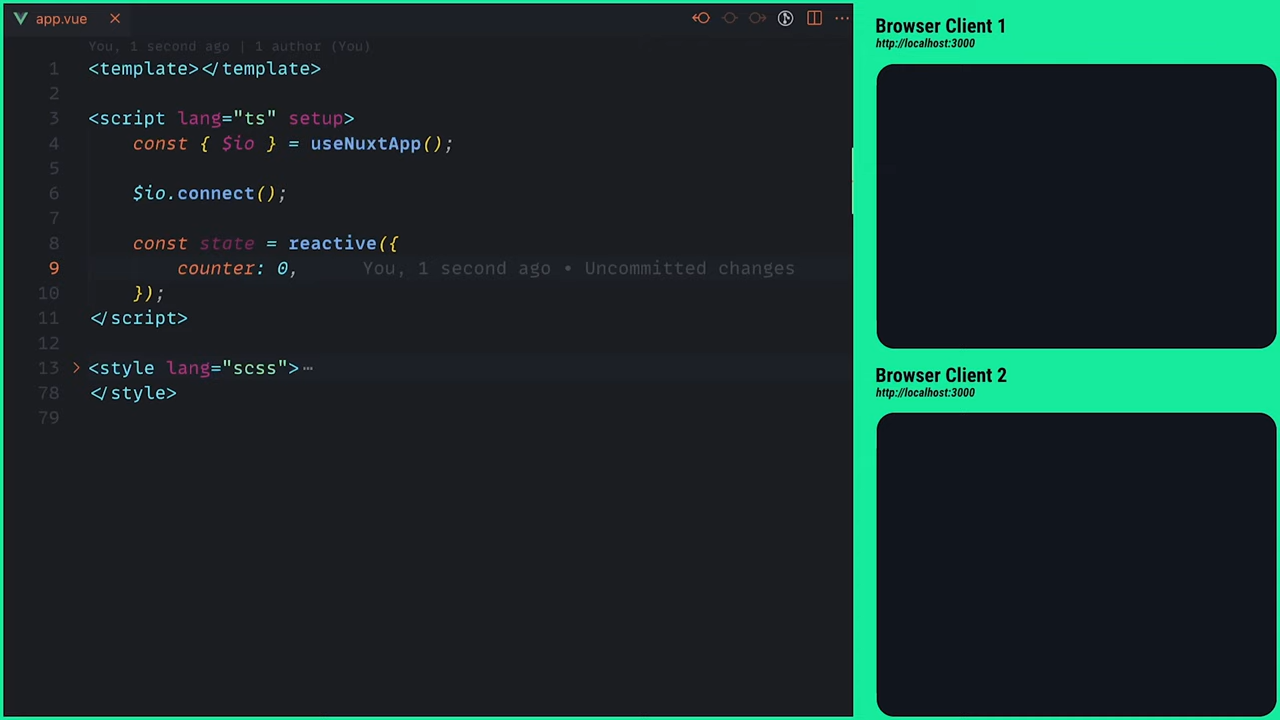 app.vue
You, 1 second ago | 1 author (You)
1 <template></template>
2
3 <script lang="ts" setup>
4 const { $io } = useNuxtApp();
5
6 $io.connect();
7
8 const state = reactive({
9 counter: 0, You, 1 second ago • Uncommitted changes
10 });
11 </script>
12
13 <style lang="scss">⋯
78 </style>
79
Browser Client 1
http://localhost:3000
Browser Client 2
http://localhost:3000